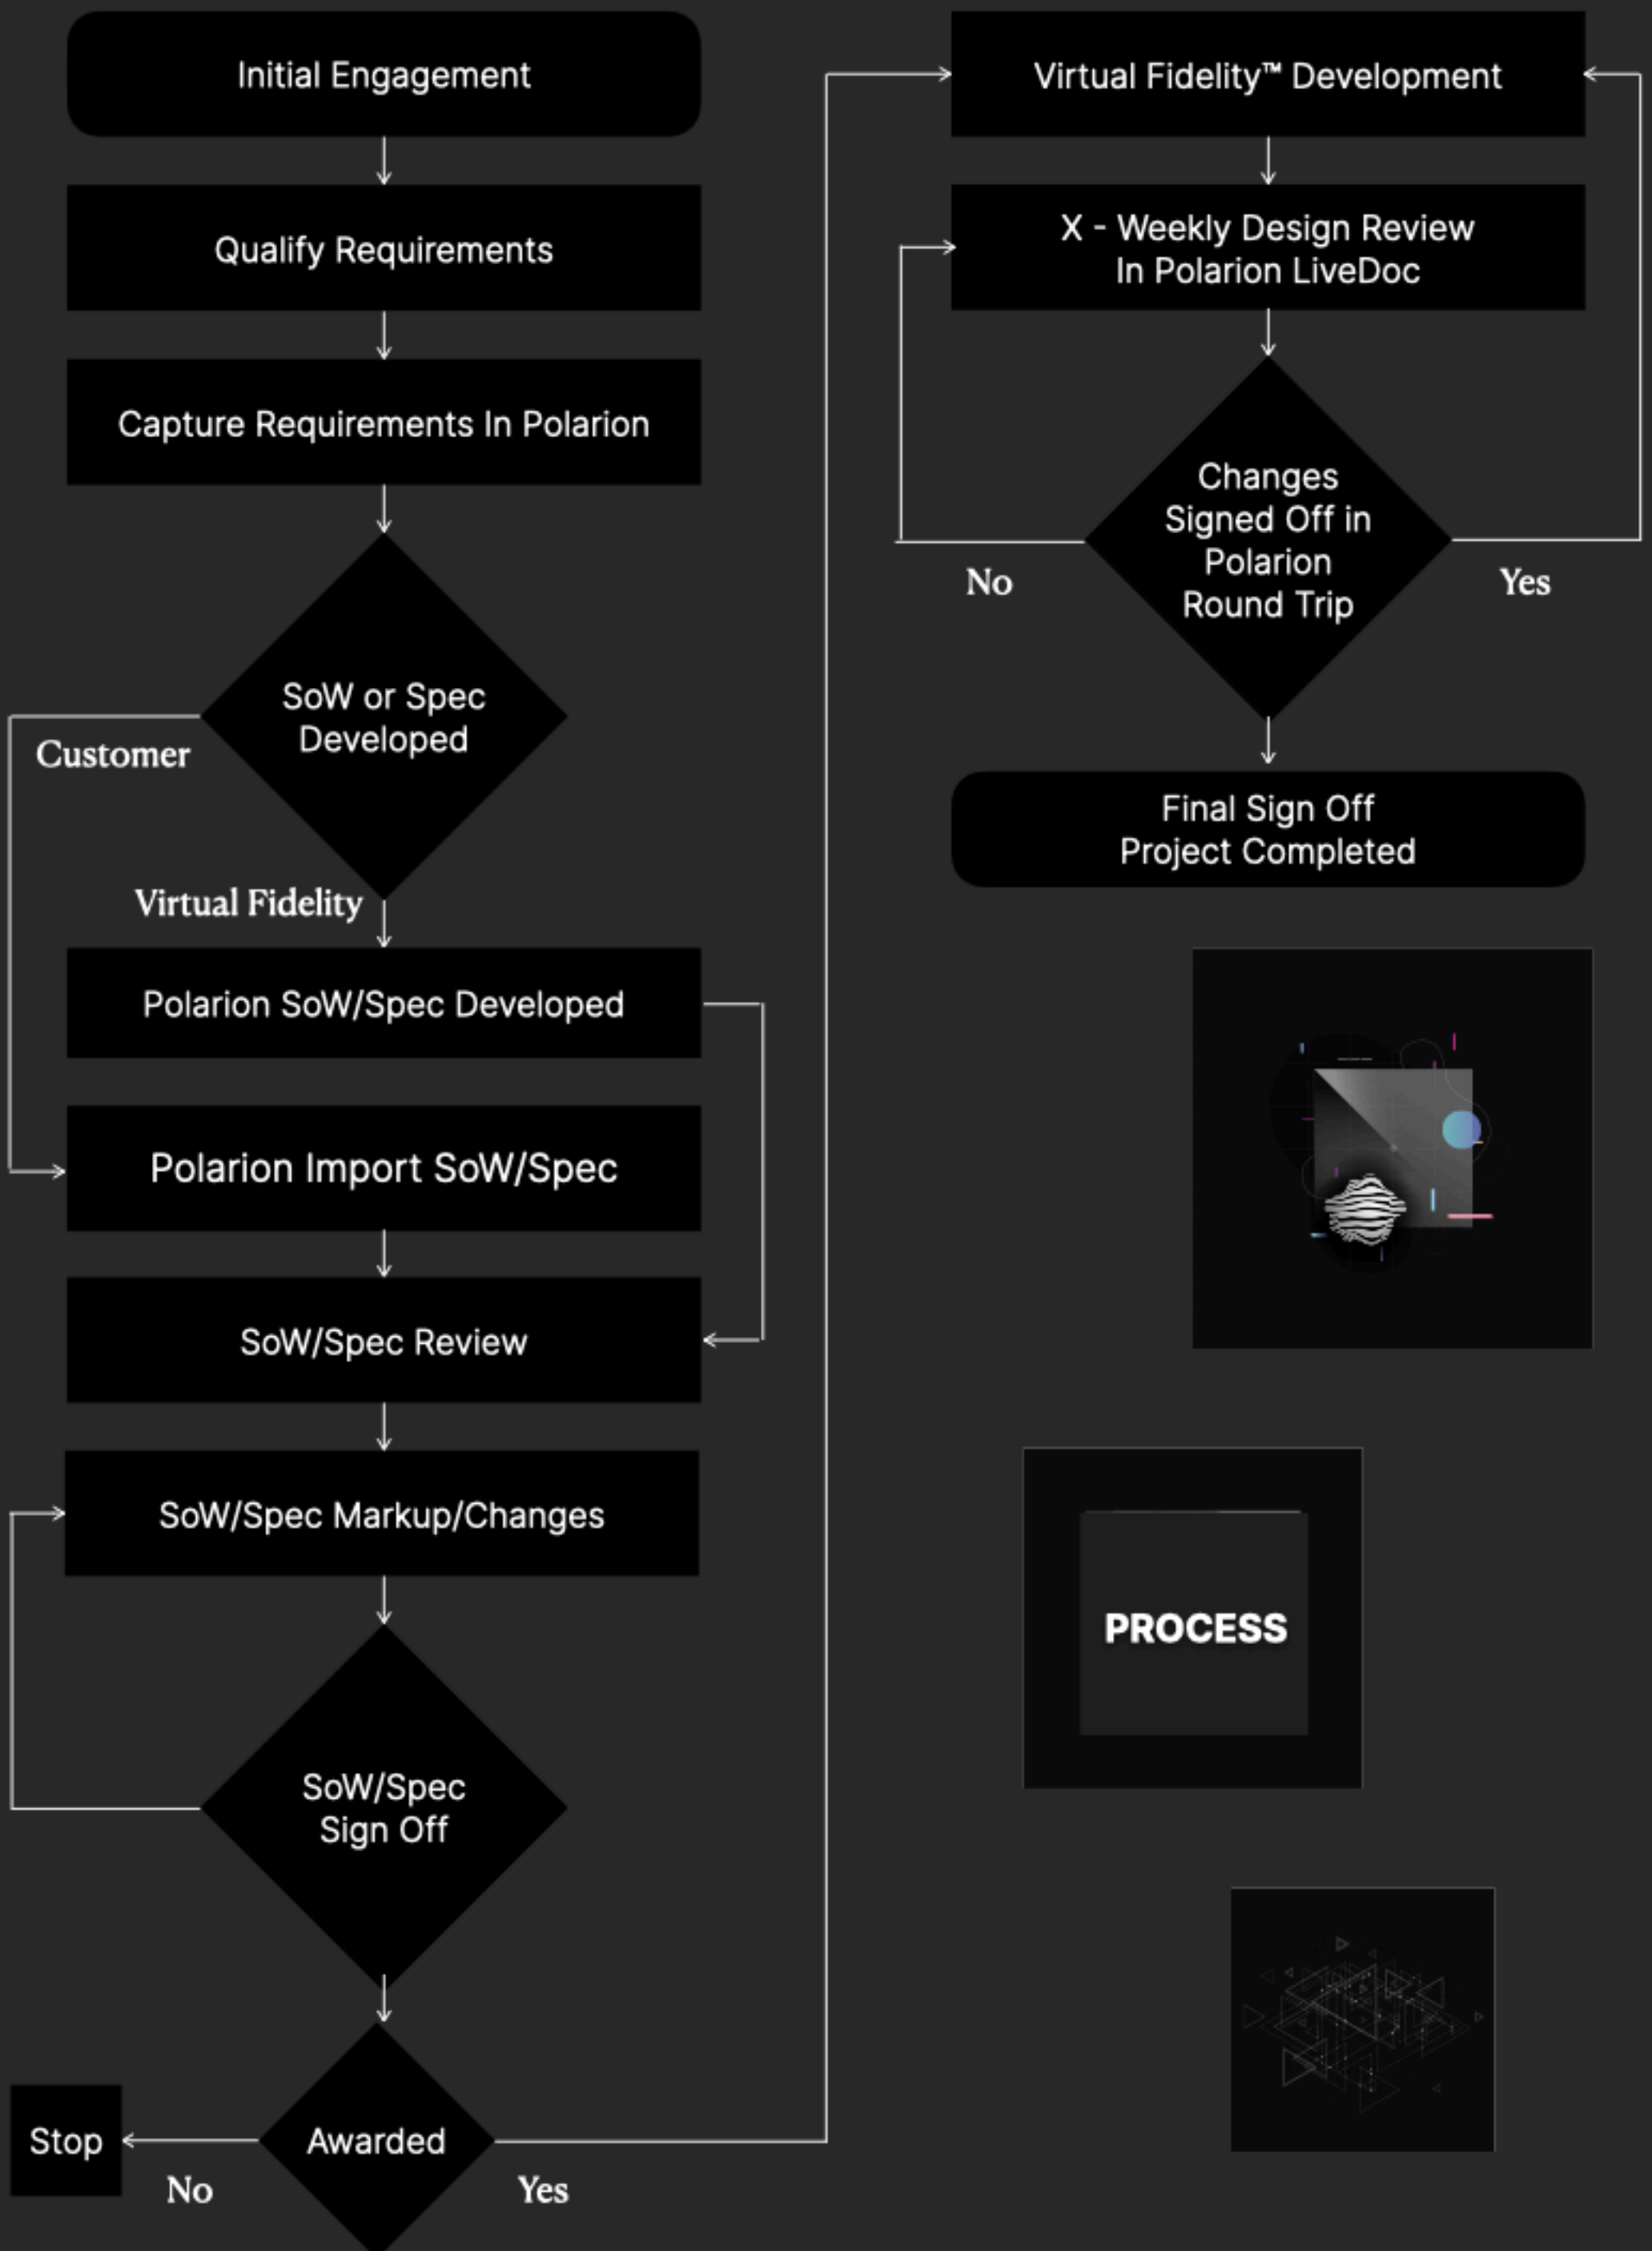 Initial Engagement
Qualify Requirements
Capture Requirements In Polarion
SoW or Spec
Developed
Customer
Virtual Fidelity
Polarion SoW/Spec Developed
Polarion Import SoW/Spec
SoW/Spec Review
SoW/Spec Markup/Changes
SoW/Spec
Sign Off
Awarded
Stop
No
Yes
Virtual Fidelity™ Development
X - Weekly Design Review
In Polarion LiveDoc
Changes
Signed Off in
Polarion
Round Trip
No
Yes
Final Sign Off
Project Completed
PROCESS